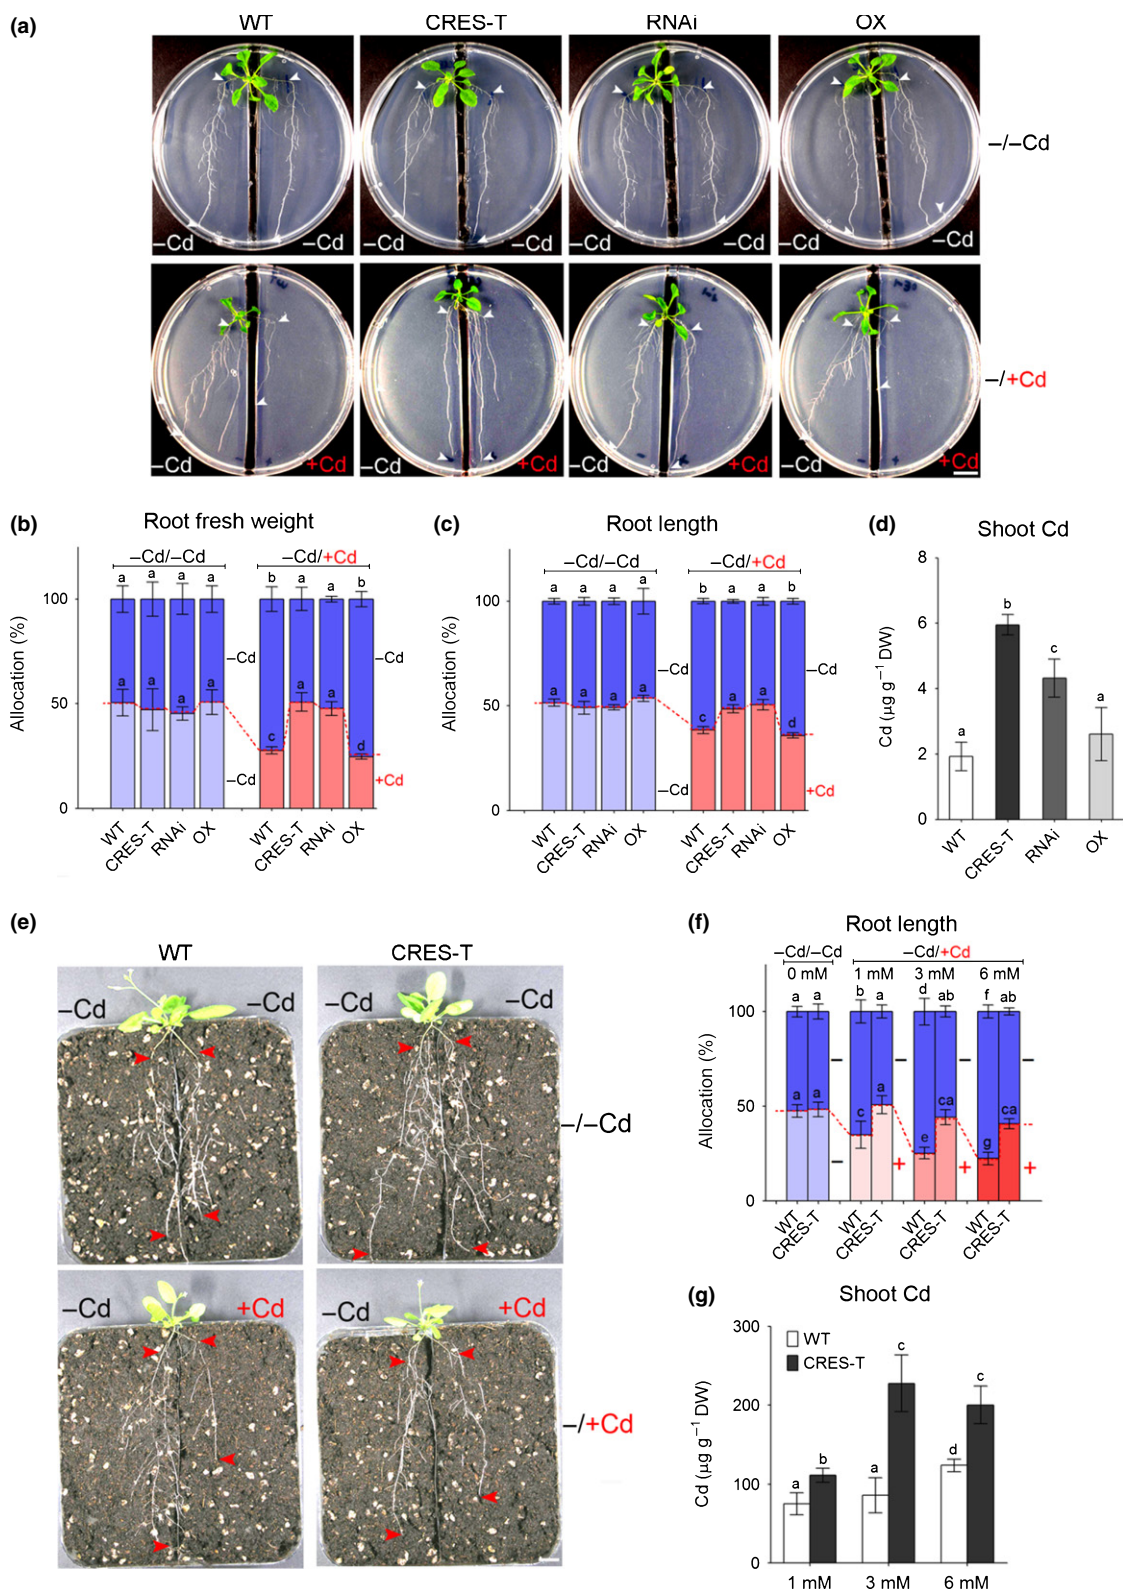 (a)
WT CRES-T RNAi OX
–/–Cd
–Cd –Cd –Cd –Cd –Cd –Cd –Cd –Cd
–/+Cd
–Cd +Cd –Cd +Cd –Cd +Cd –Cd +Cd
(b)
Root fresh weight
–Cd/–Cd –Cd/+Cd
a a a a b a a b
100
–Cd –Cd
Allocation (%)
a a a a c a a d
50
–Cd +Cd
0
WT CRES-T RNAi OX WT CRES-T RNAi OX
(c)
Root length
–Cd/–Cd –Cd/+Cd
a a a a b a a b
100
–Cd –Cd
Allocation (%)
a a a a c a a d
50
–Cd +Cd
0
WT CRES-T RNAi OX WT CRES-T RNAi OX
(d)
Shoot Cd
8
6
4
2
0
Cd (µg g⁻¹ DW)
a b c a
WT CRES-T RNAi OX
(e)
WT CRES-T
–Cd –Cd –Cd –Cd
–/–Cd
–Cd +Cd –Cd +Cd
–/+Cd
(f)
Root length
–Cd/–Cd –Cd/+Cd
0 mM 1 mM 3 mM 6 mM
a a b a d ab f ab
100
– – – –
Allocation (%)
a a c a e ca g ca
50
– + + +
0
WT CRES-T WT CRES-T WT CRES-T WT CRES-T
(g)
Shoot Cd
300
200
100
0
Cd (µg g⁻¹ DW)
WT
CRES-T
a b a c d c
1 mM 3 mM 6 mM